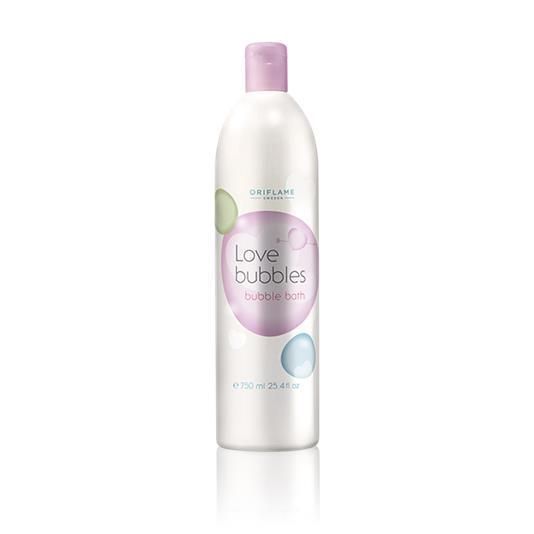 ORIFLAME
SWEDEN
Love
bubbles
bubble bath
℮ 750 ml 25.4 fl oz